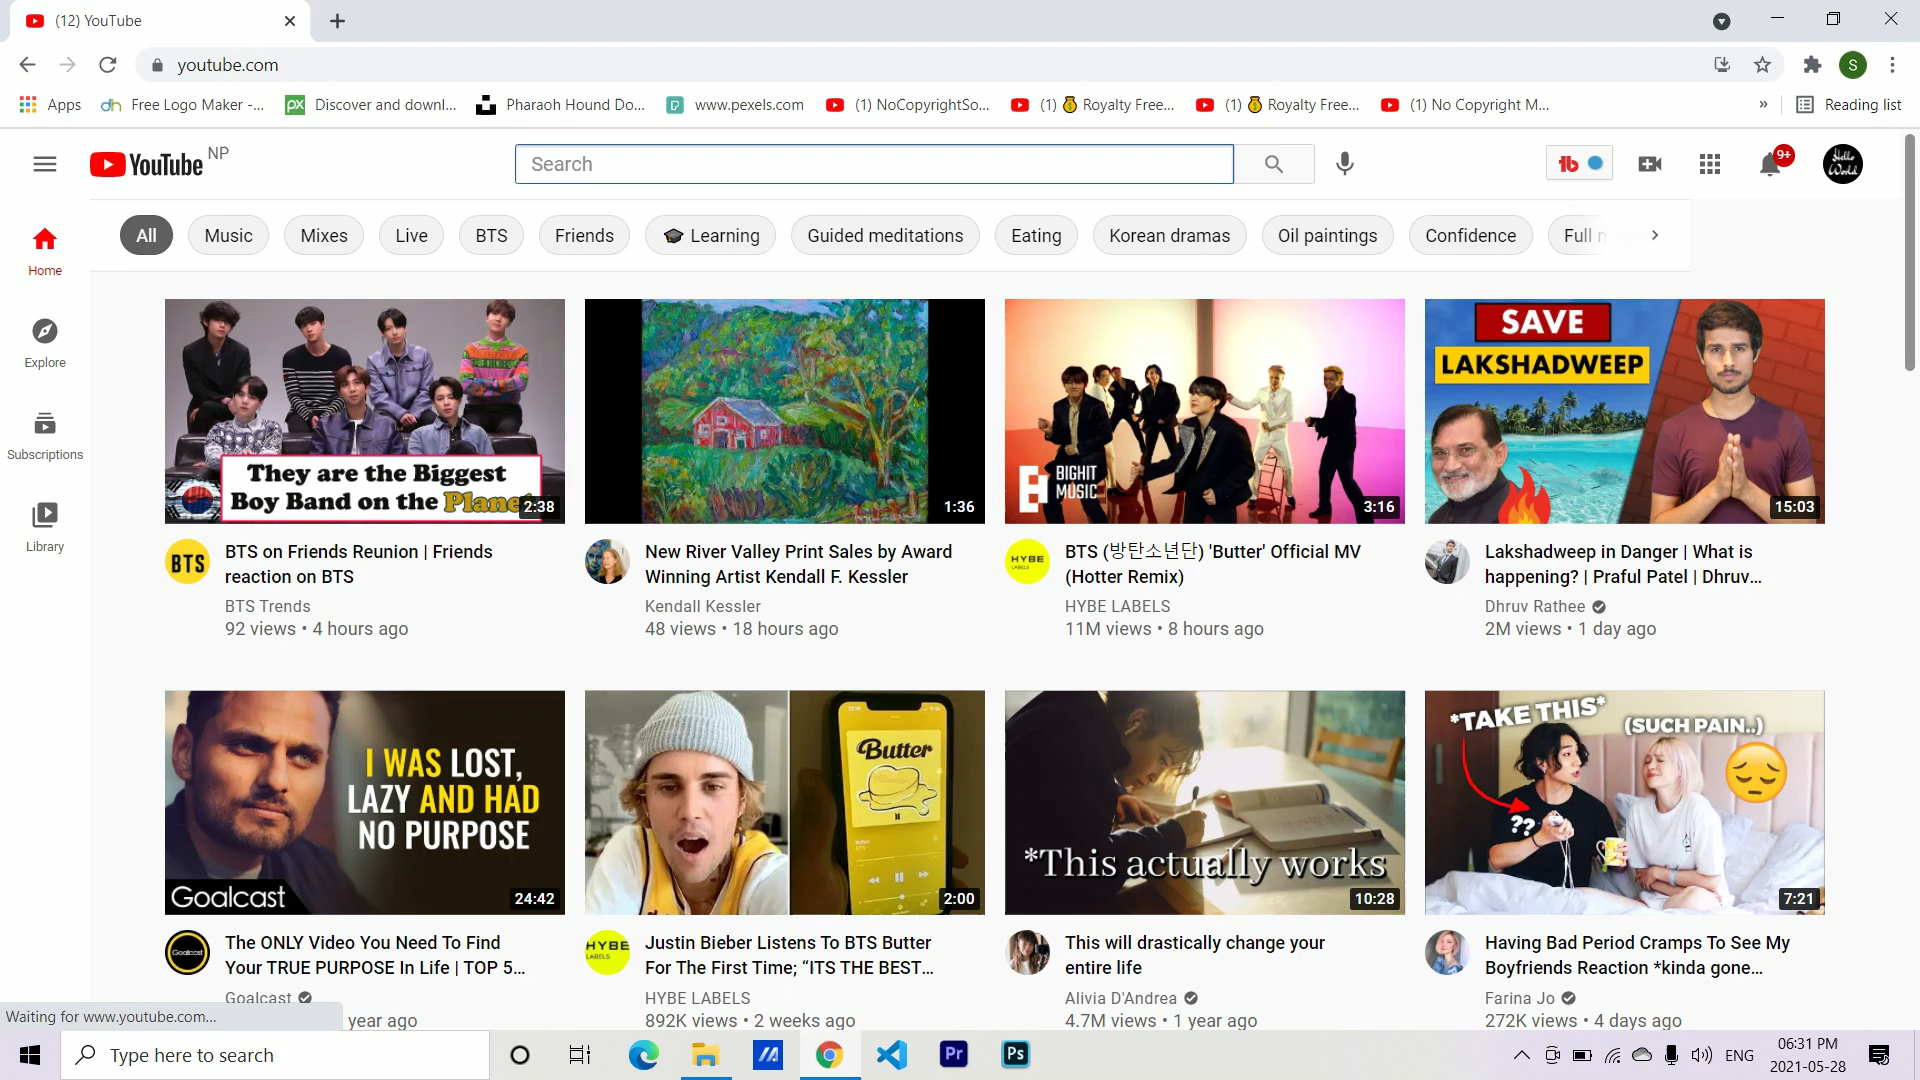 (12) YouTube
youtube.com
Apps
Free Logo Maker -...
Discover and downl...
Pharaoh Hound Do...
www.pexels.com
(1) NoCopyrightSo...
(1) 💰 Royalty Free...
(1) 💰 Royalty Free...
(1) No Copyright M...
»
Reading list
YouTube NP
Search
9+
Hello World
All
Music
Mixes
Live
BTS
Friends
🎓 Learning
Guided meditations
Eating
Korean dramas
Oil paintings
Confidence
Full
Home
Explore
Subscriptions
Library
They are the Biggest
Boy Band on the Planet
2:38
1:36
BIGHIT
MUSIC
3:16
SAVE
LAKSHADWEEP
15:03
BTS
BTS on Friends Reunion | Friends
reaction on BTS
BTS Trends
92 views • 4 hours ago
New River Valley Print Sales by Award
Winning Artist Kendall F. Kessler
Kendall Kessler
48 views • 18 hours ago
HYBE
LABELS
BTS (방탄소년단) 'Butter' Official MV
(Hotter Remix)
HYBE LABELS
11M views • 8 hours ago
Lakshadweep in Danger | What is
happening? | Praful Patel | Dhruv...
Dhruv Rathee
2M views • 1 day ago
I WAS LOST,
LAZY AND HAD
NO PURPOSE
Goalcast
24:42
Butter
2:00
*This actually works
10:28
*TAKE THIS*
(SUCH PAIN..)
??
7:21
Goalcast
The ONLY Video You Need To Find
Your TRUE PURPOSE In Life | TOP 5...
Goalcast
year ago
HYBE
LABELS
Justin Bieber Listens To BTS Butter
For The First Time; “ITS THE BEST...
HYBE LABELS
892K views • 2 weeks ago
This will drastically change your
entire life
Alivia D'Andrea
4.7M views • 1 year ago
Having Bad Period Cramps To See My
Boyfriends Reaction *kinda gone...
Farina Jo
272K views • 4 days ago
Waiting for www.youtube.com...
Type here to search
Pr
Ps
ENG
06:31 PM
2021-05-28